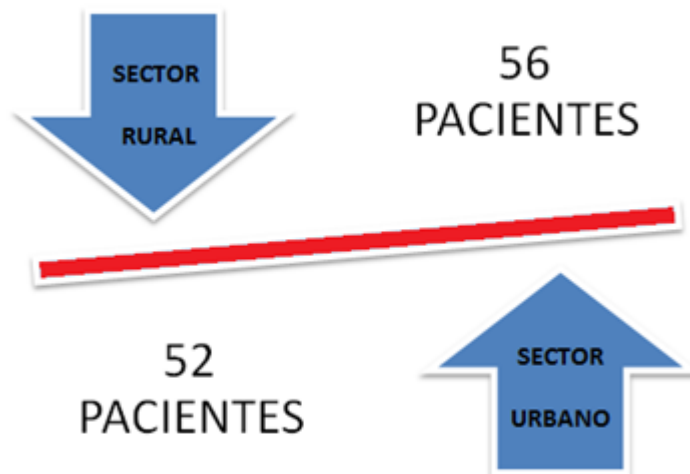 SECTOR
RURAL
56
PACIENTES
52
PACIENTES
SECTOR
URBANO